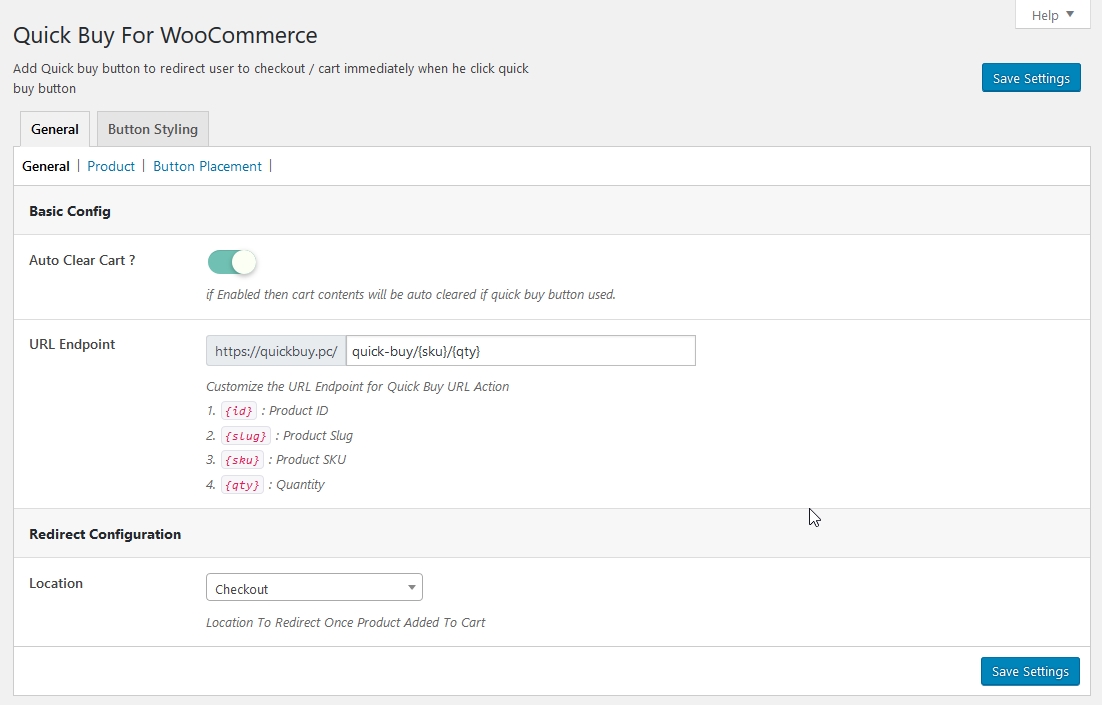 Help
Quick Buy For WooCommerce
Add Quick buy button to redirect user to checkout / cart immediately when he click quick
buy button
Save Settings
General Button Styling
General | Product | Button Placement |
Basic Config
Auto Clear Cart ?
if Enabled then cart contents will be auto cleared if quick buy button used.
URL Endpoint
https://quickbuy.pc/ quick-buy/{sku}/{qty}
Customize the URL Endpoint for Quick Buy URL Action
1. {id} : Product ID
2. {slug} : Product Slug
3. {sku} : Product SKU
4. {qty} : Quantity
Redirect Configuration
Location
Checkout
Location To Redirect Once Product Added To Cart
Save Settings